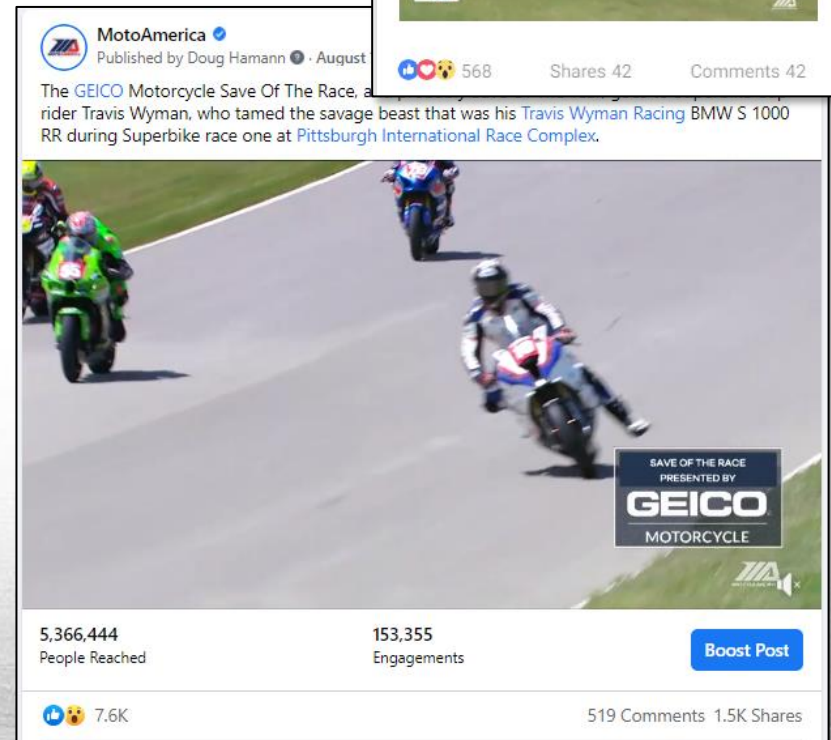 568 Shares 42 Comments 42
MotoAmerica
Published by Doug Hamann · August
The GEICO Motorcycle Save Of The Race, a
rider Travis Wyman, who tamed the savage beast that was his Travis Wyman Racing BMW S 1000
RR during Superbike race one at Pittsburgh International Race Complex.
SAVE OF THE RACE
PRESENTED BY
GEICO
MOTORCYCLE
5,366,444
People Reached
153,355
Engagements
Boost Post
7.6K
519 Comments 1.5K Shares